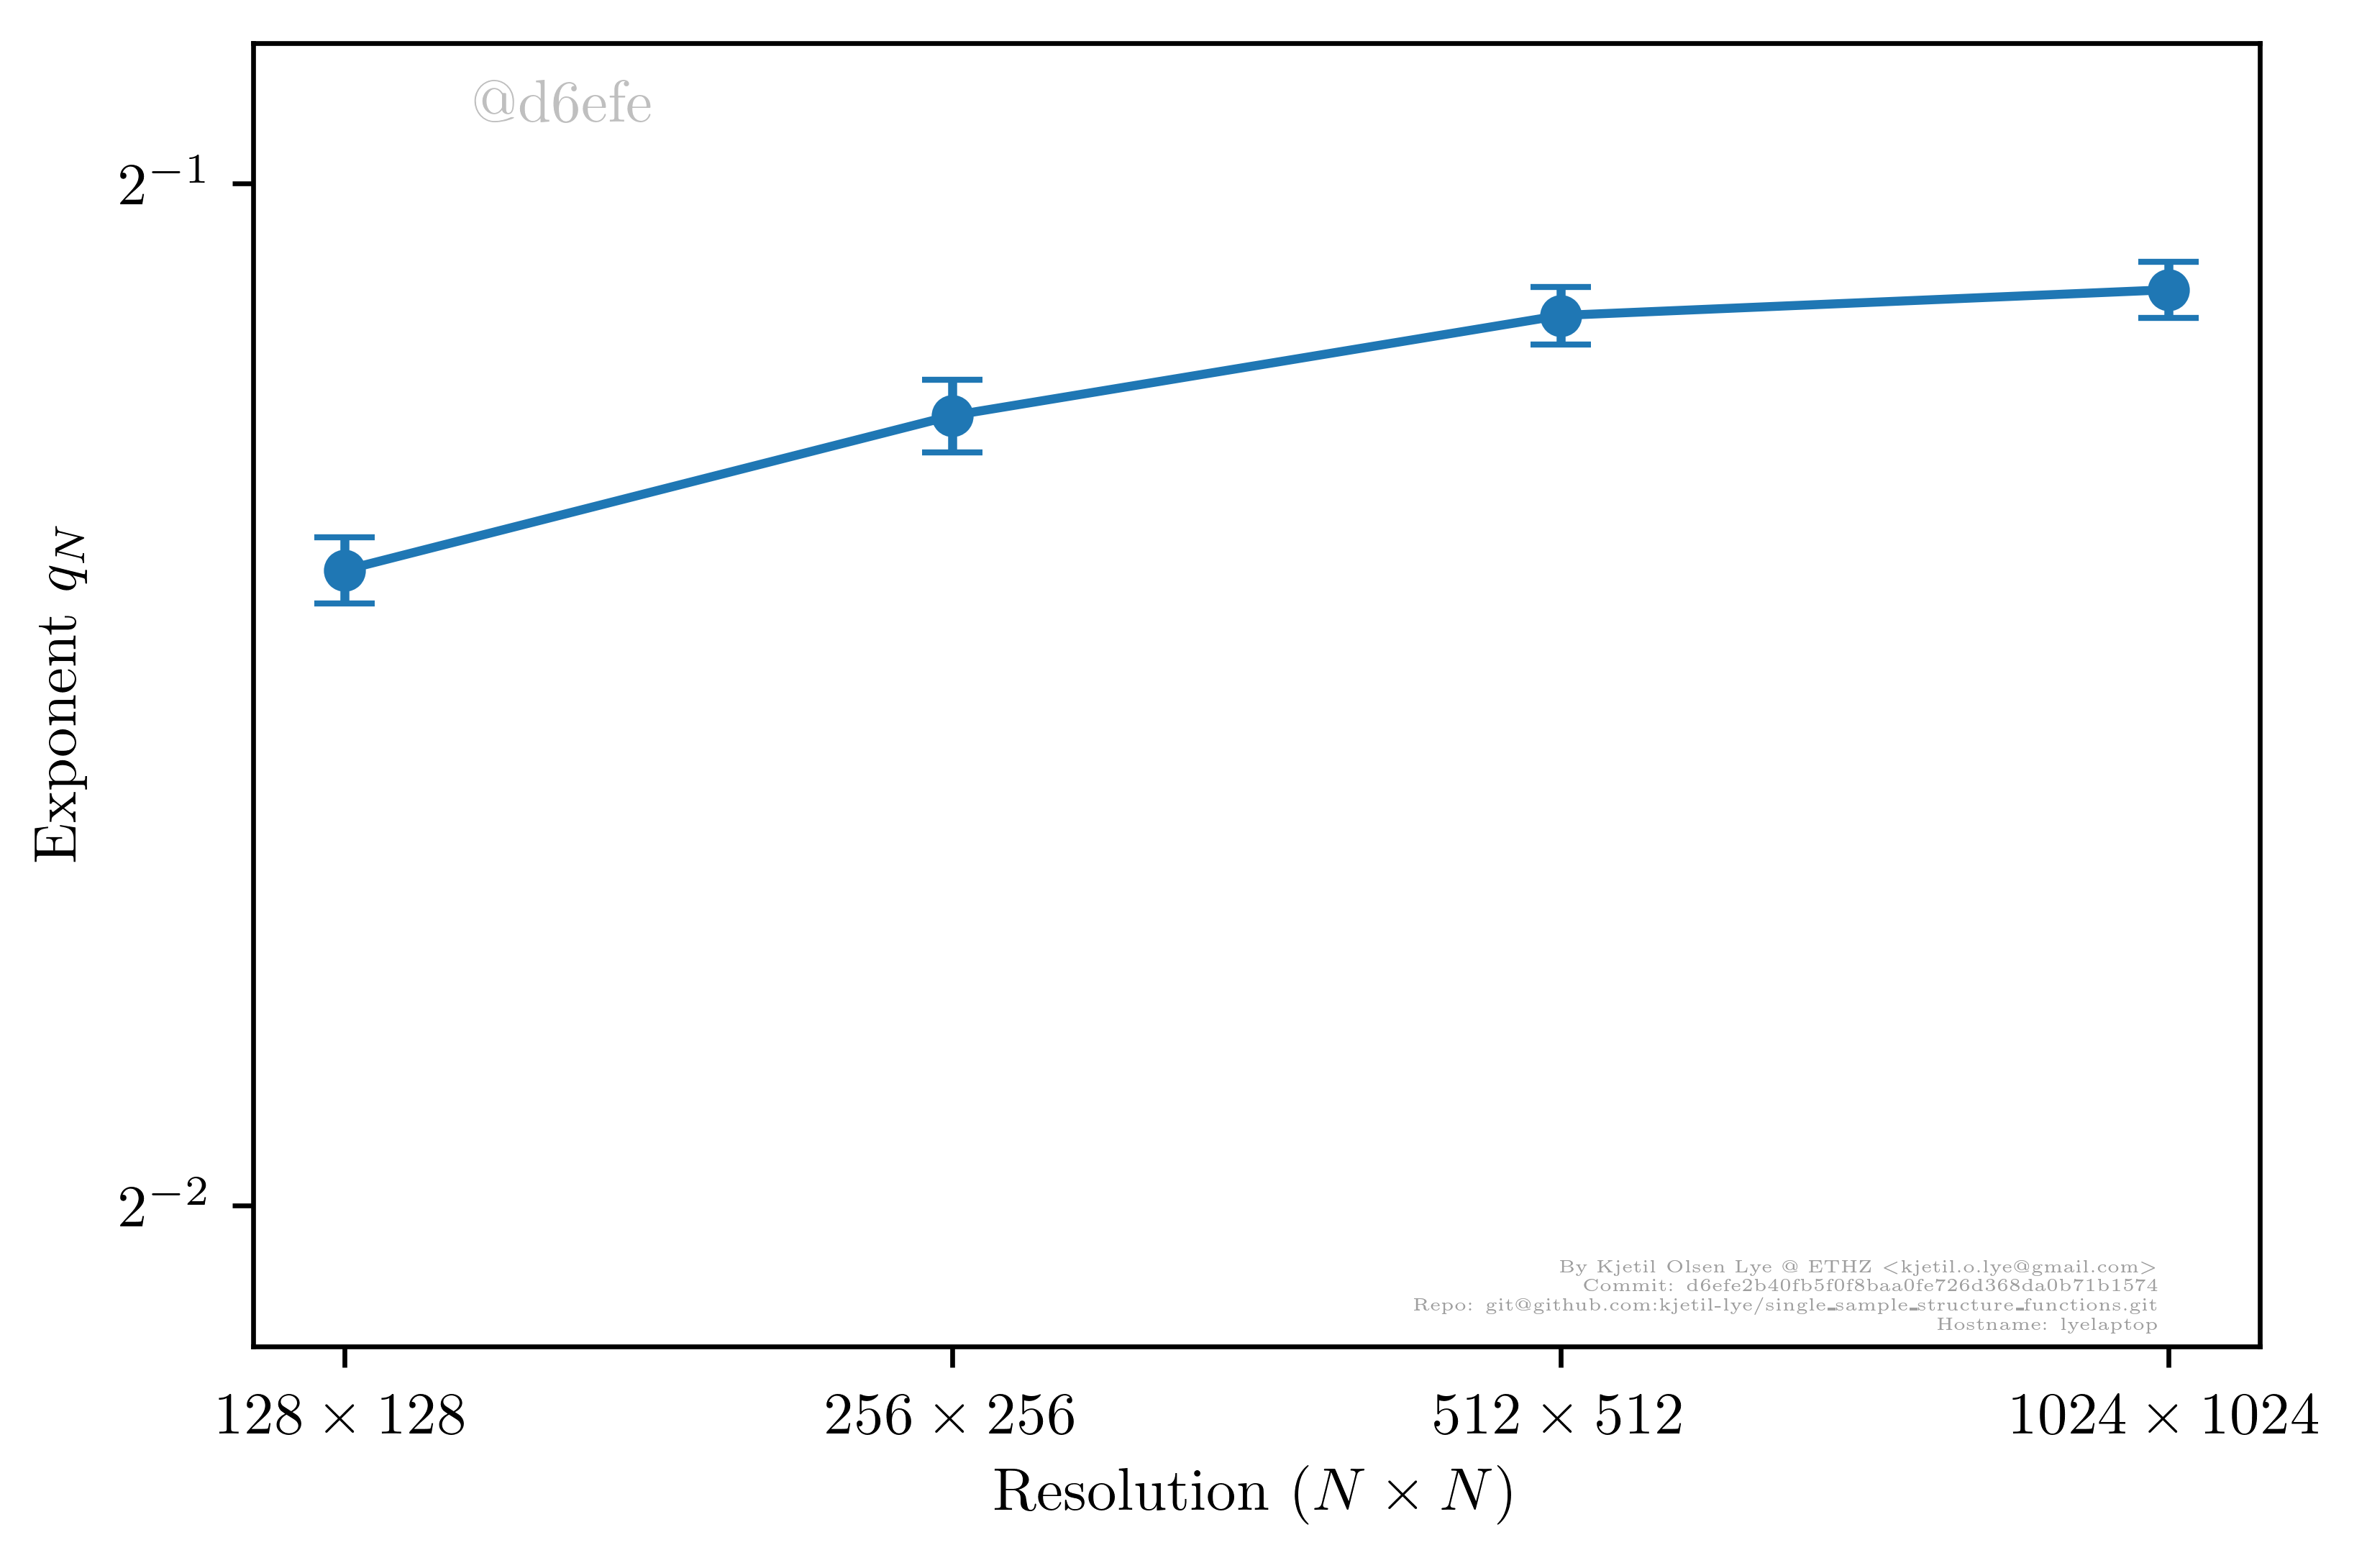 @d6efe
2⁻¹
Exponent q_N
2⁻²
By Kjetil Olsen Lye @ ETHZ <kjetil.o.lye@gmail.com>
Commit: d6efe2b40fb5f0f8baa0fe726d368da0b71b1574
Repo: git@github.com:kjetil-lye/single_sample_structure_functions.git
Hostname: lyelaptop
128 × 128 256 × 256 512 × 512 1024 × 1024
Resolution (N × N)